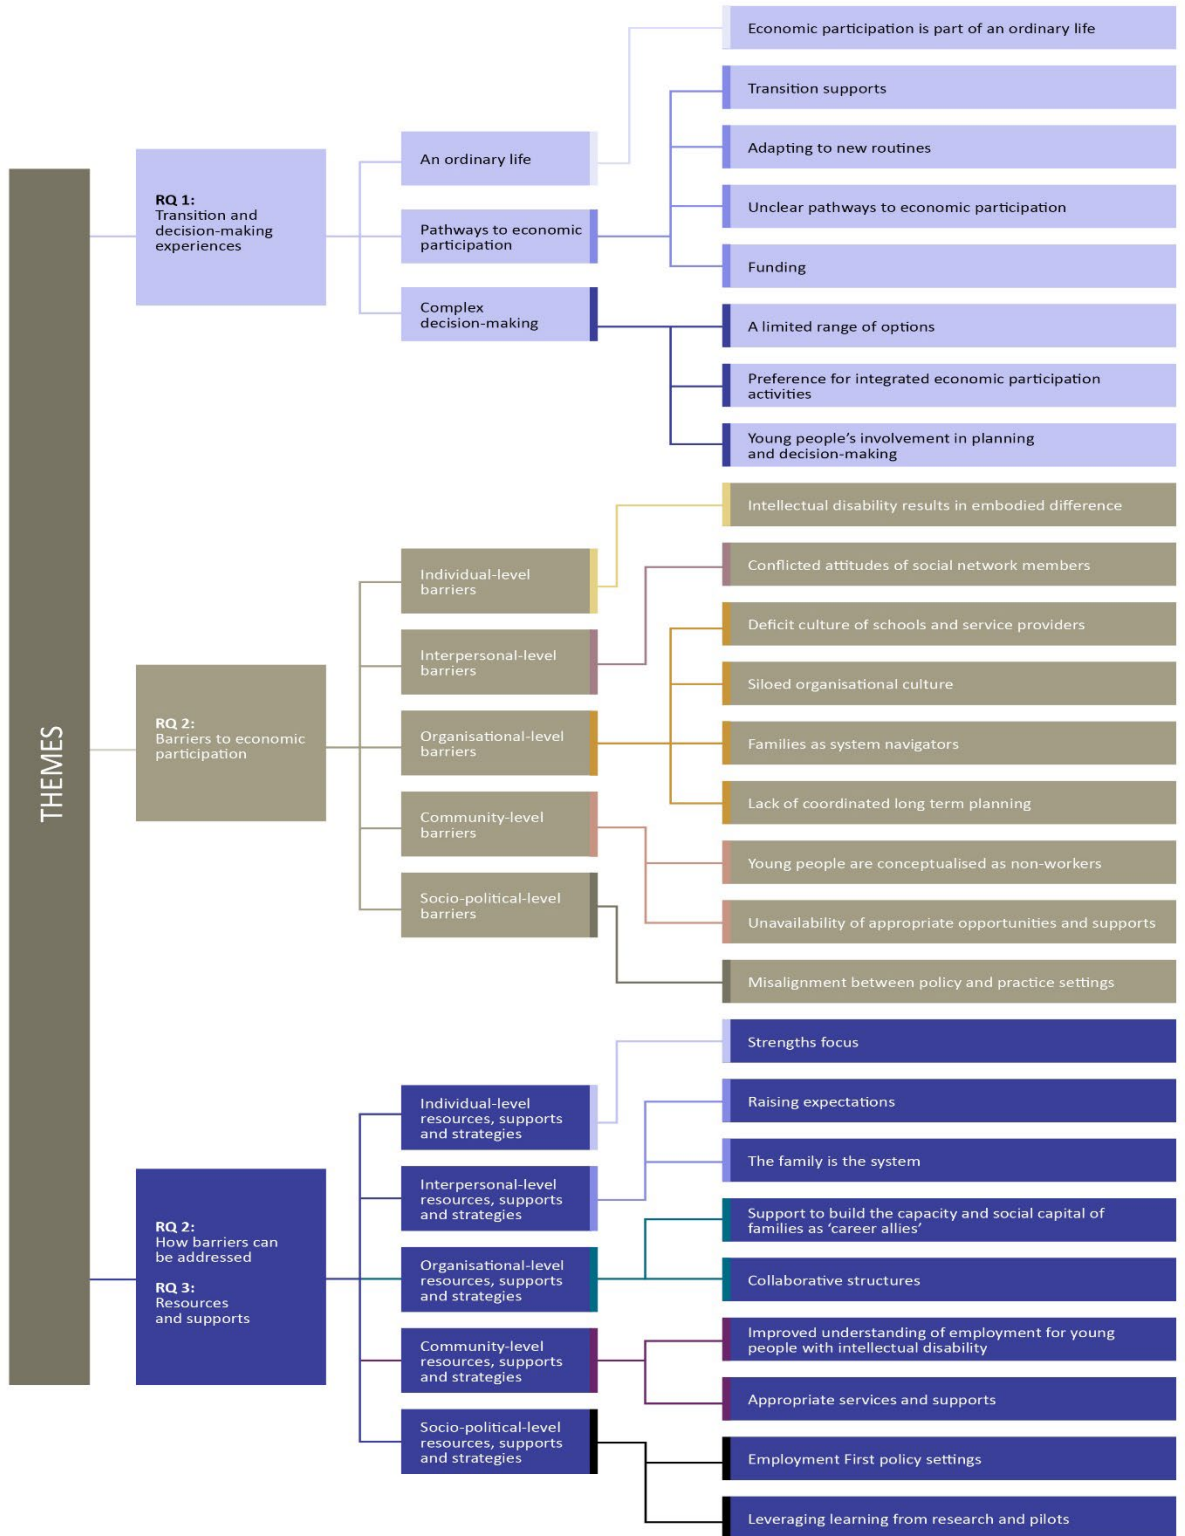 THEMES
RQ 1:
Transition and
decision-making
experiences
An ordinary life
Economic participation is part of an ordinary life
Pathways to economic
participation
Transition supports
Adapting to new routines
Unclear pathways to economic participation
Funding
Complex
decision-making
A limited range of options
Preference for integrated economic participation
activities
Young people’s involvement in planning
and decision-making
RQ 2:
Barriers to economic
participation
Individual-level
barriers
Intellectual disability results in embodied difference
Interpersonal-level
barriers
Conflicted attitudes of social network members
Organisational-level
barriers
Deficit culture of schools and service providers
Siloed organisational culture
Families as system navigators
Lack of coordinated long term planning
Community-level
barriers
Young people are conceptualised as non-workers
Unavailability of appropriate opportunities and supports
Socio-political-level
barriers
Misalignment between policy and practice settings
RQ 2:
How barriers can
be addressed
RQ 3:
Resources
and supports
Individual-level
resources, supports
and strategies
Strengths focus
Interpersonal-level
resources, supports
and strategies
Raising expectations
The family is the system
Organisational-level
resources, supports
and strategies
Support to build the capacity and social capital of
families as ‘career allies’
Collaborative structures
Community-level
resources, supports
and strategies
Improved understanding of employment for young
people with intellectual disability
Appropriate services and supports
Socio-political-level
resources, supports
and strategies
Employment First policy settings
Leveraging learning from research and pilots